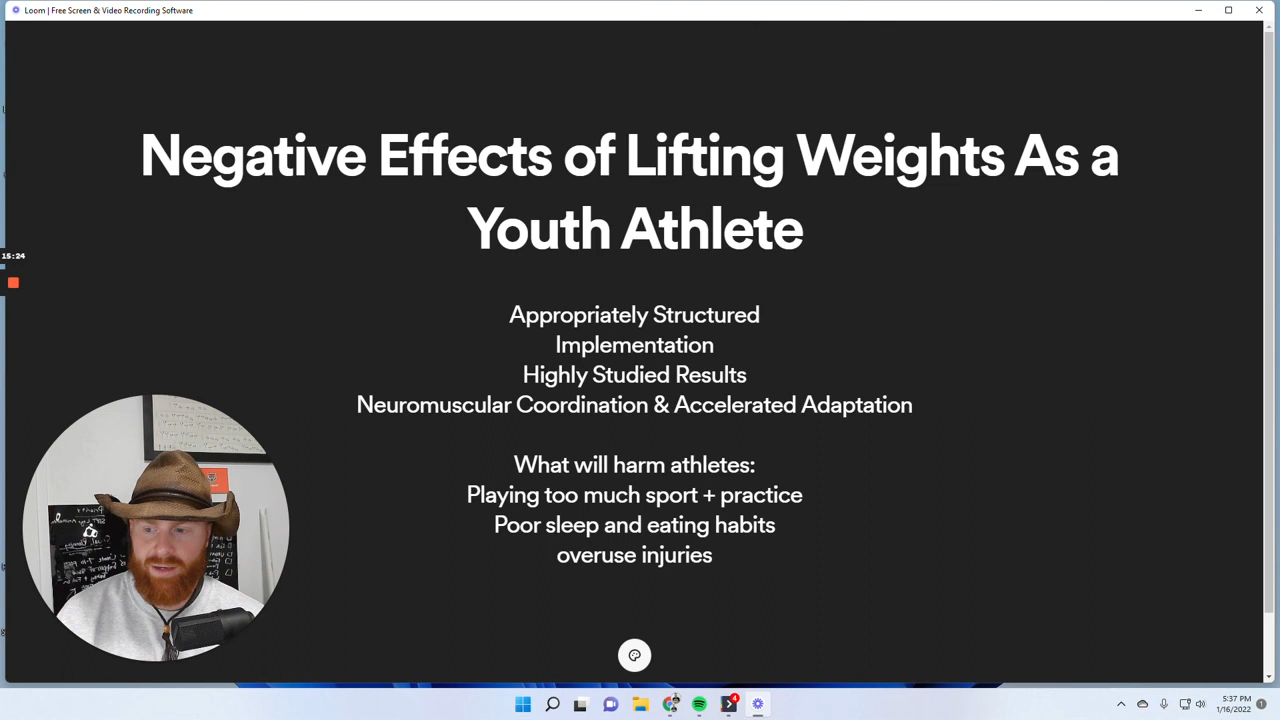 Loom | Free Screen & Video Recording Software
Negative Effects of Lifting Weights As a
Youth Athlete
15:24
Appropriately Structured
Implementation
Highly Studied Results
Neuromuscular Coordination & Accelerated Adaptation
What will harm athletes:
Playing too much sport + practice
Poor sleep and eating habits
overuse injuries
4
5:37 PM
1/16/2022
1